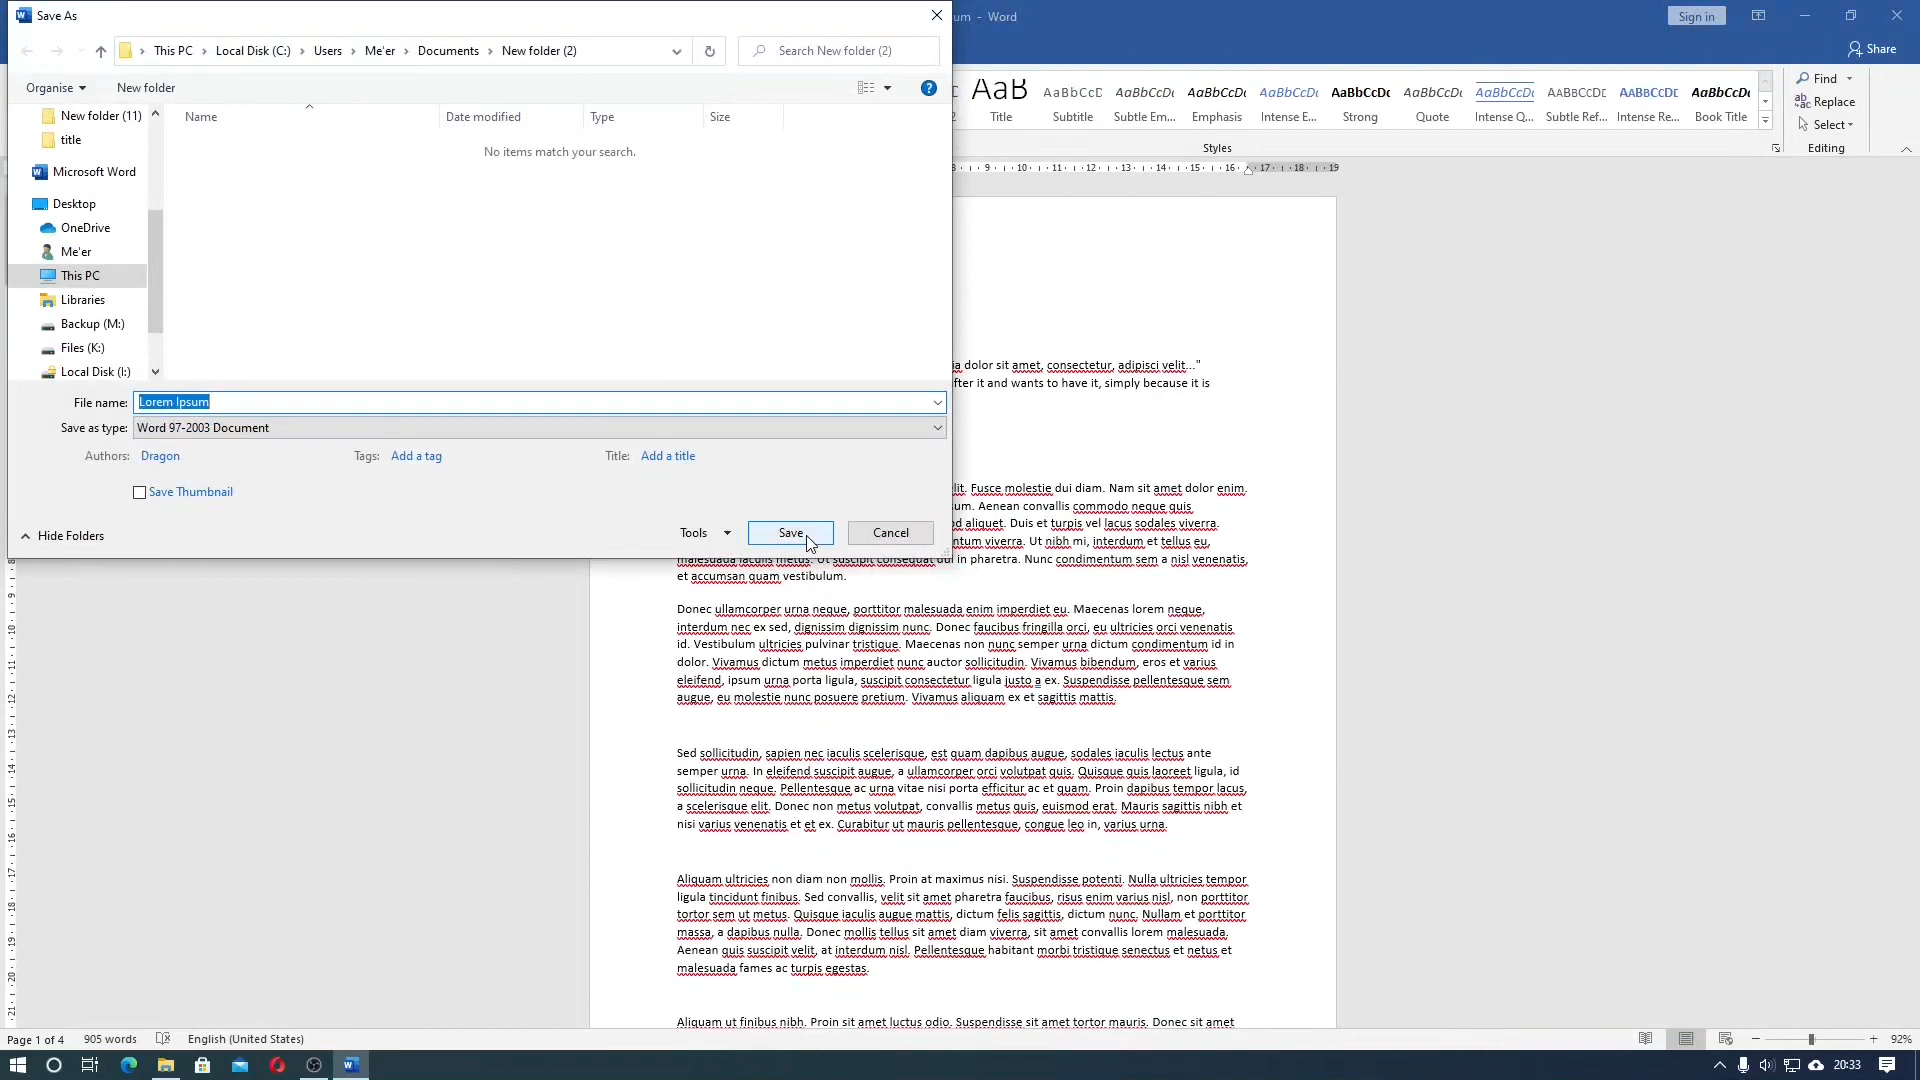 Save As
um - Word
Sign in
This PC
Local Disk (C:)
Users
Me'er
Documents
New folder (2)
Search New folder (2)
Share
Organise
New folder
New folder (11)
title
Microsoft Word
Desktop
OneDrive
Me'er
This PC
Libraries
Backup (M:)
Files (K:)
Local Disk (I:)
Name
Date modified
Type
Size
No items match your search.
AaB
Title
AaBbCcD
Subtitle
AaBbCcDc
Subtle Em...
AaBbCcDc
Emphasis
AaBbCcDc
Intense E...
AaBbCcDc
Strong
AaBbCcDc
Quote
AaBbCcDc
Intense Q...
AaBbCcDc
Subtle Ref...
AaBbCcDc
Intense Re...
AaBbCcDc
Book Title
Styles
Find
Replace
Select
Editing
9 10 11 12 13 14 15 16 17 18 19
File name: Lorem Ipsum
Save as type: Word 97-2003 Document
Authors: Dragon
Tags: Add a tag
Title: Add a title
Save Thumbnail
Hide Folders
Tools
Save
Cancel
ia dolor sit amet, consectetur, adipisci velit..."
fter it and wants to have it, simply because it is
lit. Fusce molestie dui diam. Nam sit amet dolor enim.
um. Aenean convallis commodo neque quis
d aliquet. Duis et turpis vel lacus sodales viverra.
ntum viverra. Ut nibh mi, interdum et tellus eu,
malesuada iaculis metus. Ut suscipit consequat dui in pharetra. Nunc condimentum sem a nisl venenatis,
et accumsan quam vestibulum.
Donec ullamcorper urna neque, porttitor malesuada enim imperdiet eu. Maecenas lorem neque,
interdum nec ex sed, dignissim dignissim nunc. Donec faucibus fringilla orci, eu ultricies orci venenatis
id. Vestibulum ultricies pulvinar tristique. Maecenas non nunc semper urna dictum condimentum id in
dolor. Vivamus dictum metus imperdiet nunc auctor sollicitudin. Vivamus bibendum, eros et varius
eleifend, ipsum urna porta ligula, suscipit consectetur ligula justo a ex. Suspendisse pellentesque sem
augue, eu molestie nunc posuere pretium. Vivamus aliquam ex et sagittis mattis.
Sed sollicitudin, sapien nec iaculis scelerisque, est quam dapibus augue, sodales iaculis lectus ante
semper urna. In eleifend suscipit augue, a ullamcorper orci volutpat quis. Quisque quis laoreet ligula, id
sollicitudin neque. Pellentesque ac urna vitae nisi porta efficitur ac et quam. Proin dapibus tempor lacus,
a scelerisque elit. Donec non metus volutpat, convallis metus quis, euismod erat. Mauris sagittis nibh et
nisi varius venenatis et et ex. Curabitur ut mauris pellentesque, congue leo in, varius urna.
Aliquam ultricies non diam non mollis. Proin at maximus nisi. Suspendisse potenti. Nulla ultricies tempor
ligula tincidunt finibus. Sed convallis, velit sit amet pharetra faucibus, risus enim varius nisl, non porttitor
tortor sem ut metus. Quisque iaculis augue mattis, dictum felis sagittis, dictum nunc. Nullam et porttitor
massa, a dapibus nulla. Donec mollis tellus sit amet diam viverra, sit amet convallis lorem malesuada.
Aenean quis suscipit velit, at interdum nisl. Pellentesque habitant morbi tristique senectus et netus et
malesuada fames ac turpis egestas.
Aliquam ut finibus nibh. Proin sit amet luctus odio. Suspendisse sit amet tortor mauris. Donec sit amet
Page 1 of 4
905 words
English (United States)
92%
20:33